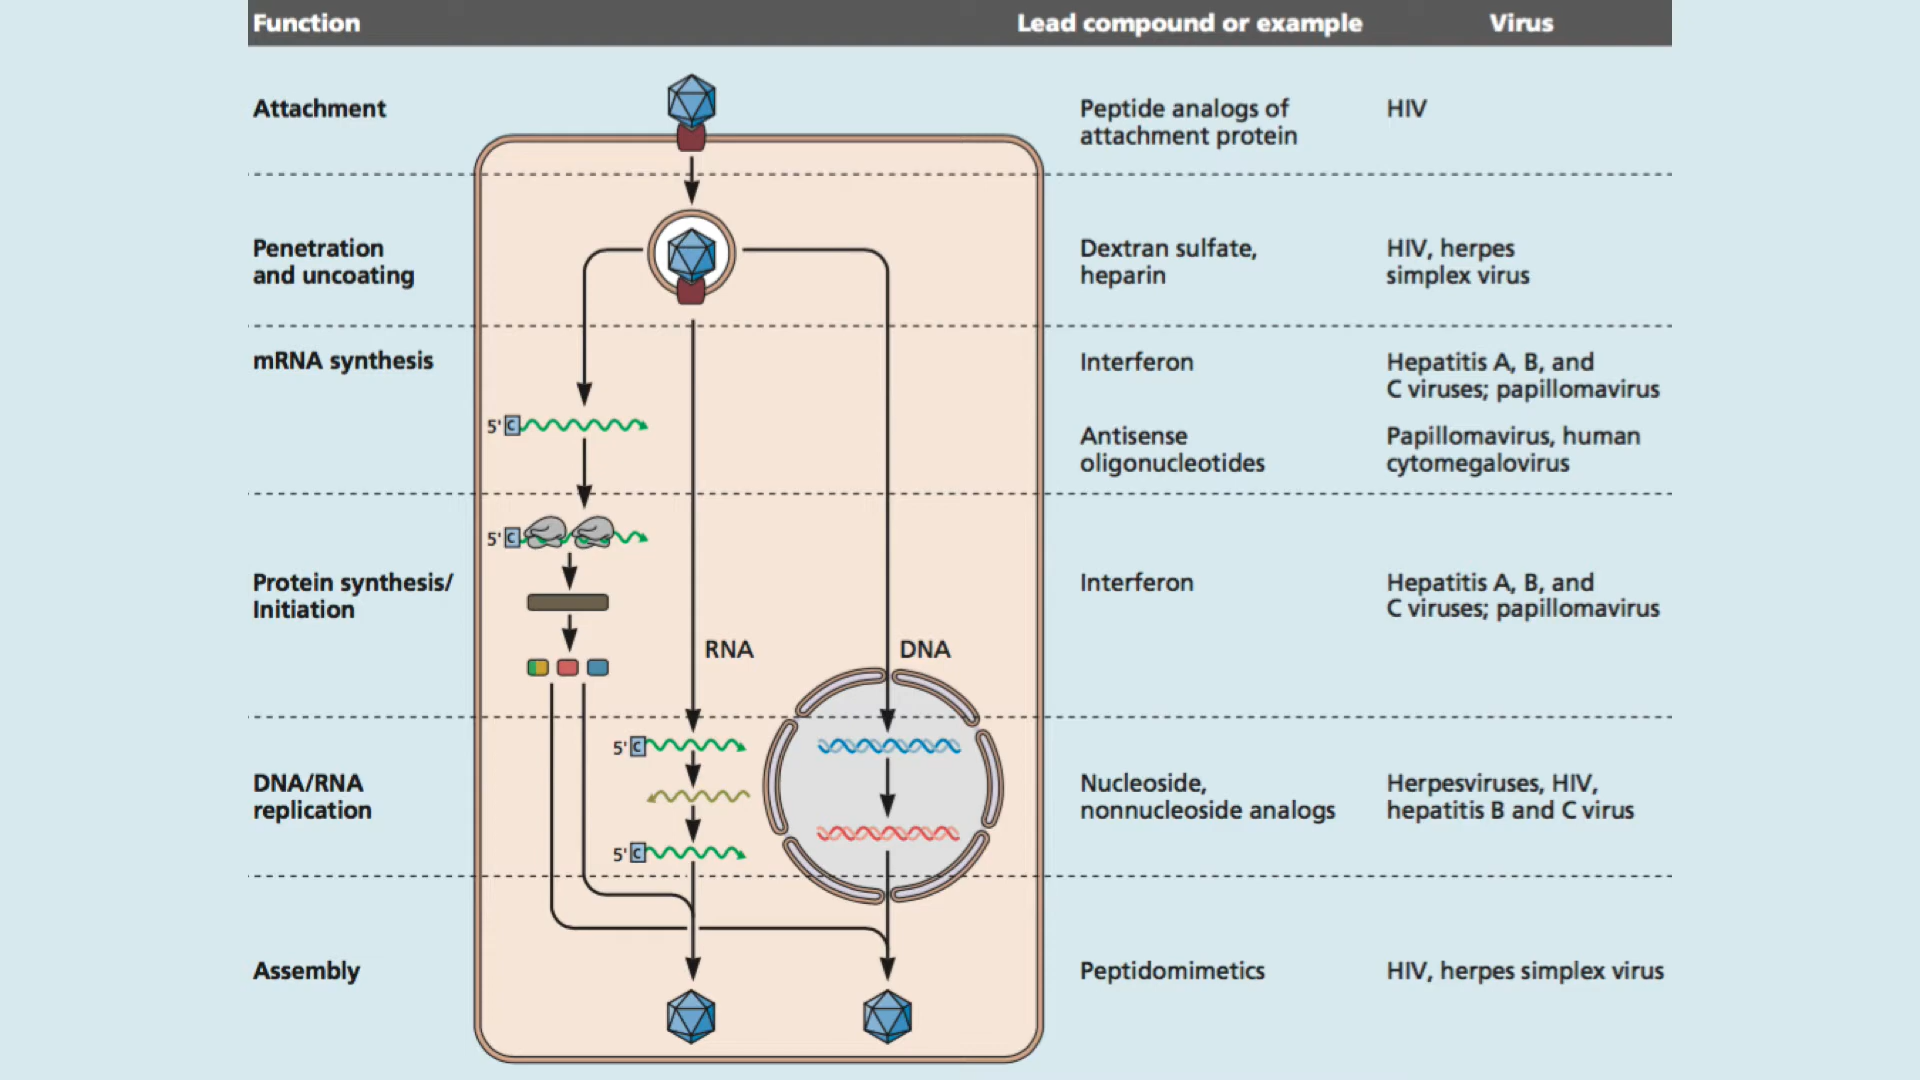 Function Lead compound or example Virus
Attachment
Peptide analogs of
attachment protein
HIV
Penetration
and uncoating
Dextran sulfate,
heparin
HIV, herpes
simplex virus
mRNA synthesis
Interferon
Hepatitis A, B, and
C viruses; papillomavirus
5' C
Antisense
oligonucleotides
Papillomavirus, human
cytomegalovirus
5' C
Protein synthesis/
Initiation
Interferon
Hepatitis A, B, and
C viruses; papillomavirus
RNA
DNA
5' C
DNA/RNA
replication
Nucleoside,
nonnucleoside analogs
Herpesviruses, HIV,
hepatitis B and C virus
5' C
Assembly
Peptidomimetics
HIV, herpes simplex virus